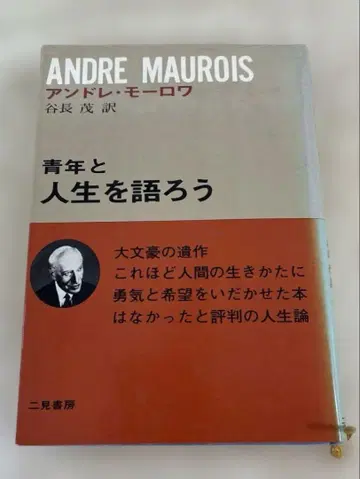 ANDRE MAUROIS
アンドレ・モーロワ
谷長 茂 訳
青年と
人生を語ろう
大文豪の遺作
これほど人間の生きかたに
勇気と希望をいだかせた本
はなかったと評判の人生論
二見書房